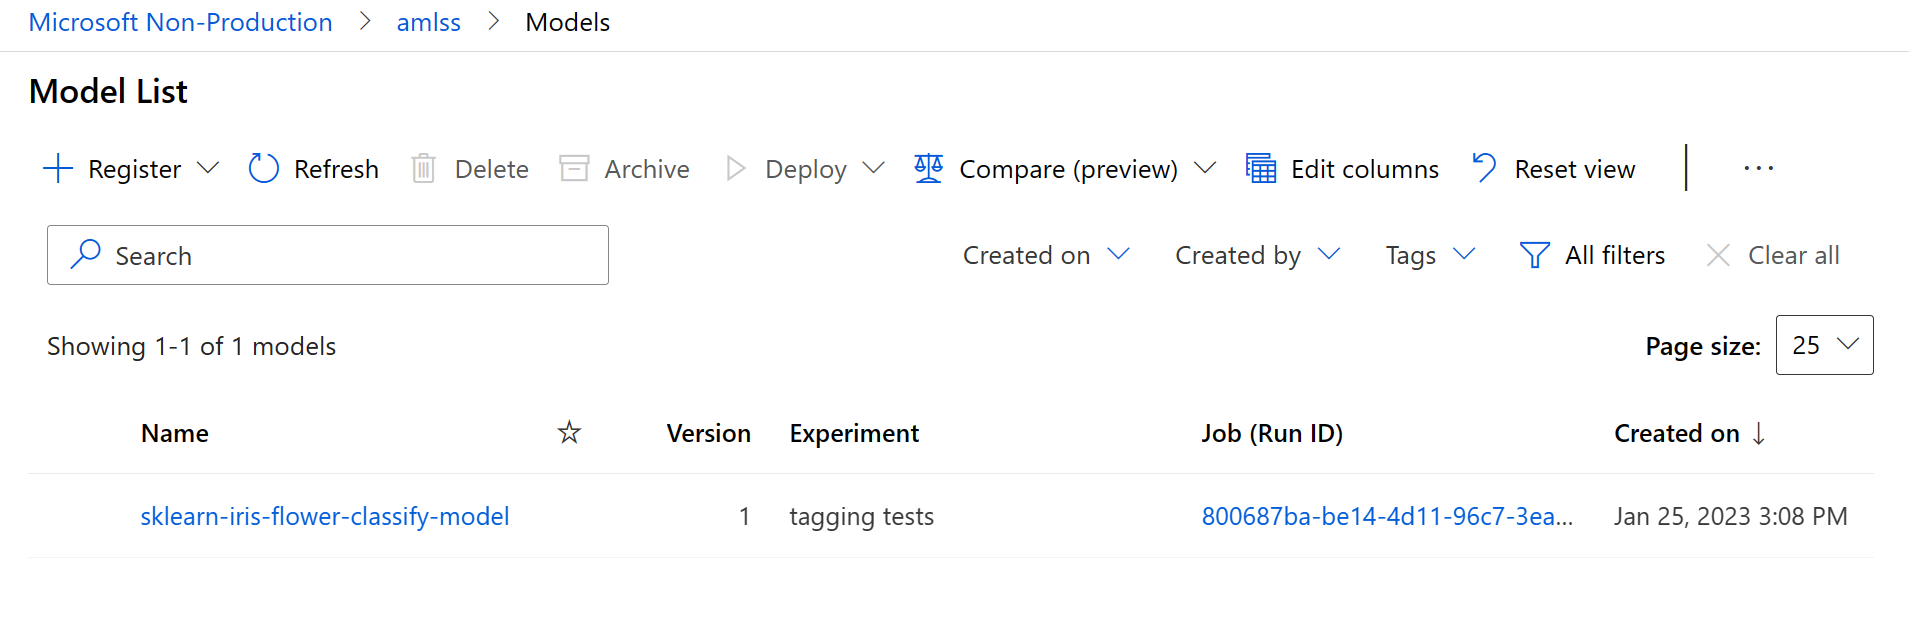 Microsoft Non-Production > amlss > Models
Model List
Register Refresh Delete Archive Deploy Compare (preview) Edit columns Reset view ...
Search Created on Created by Tags All filters Clear all
Showing 1-1 of 1 models Page size: 25
Name Version Experiment Job (Run ID) Created on ↓
sklearn-iris-flower-classify-model 1 tagging tests 800687ba-be14-4d11-96c7-3ea... Jan 25, 2023 3:08 PM